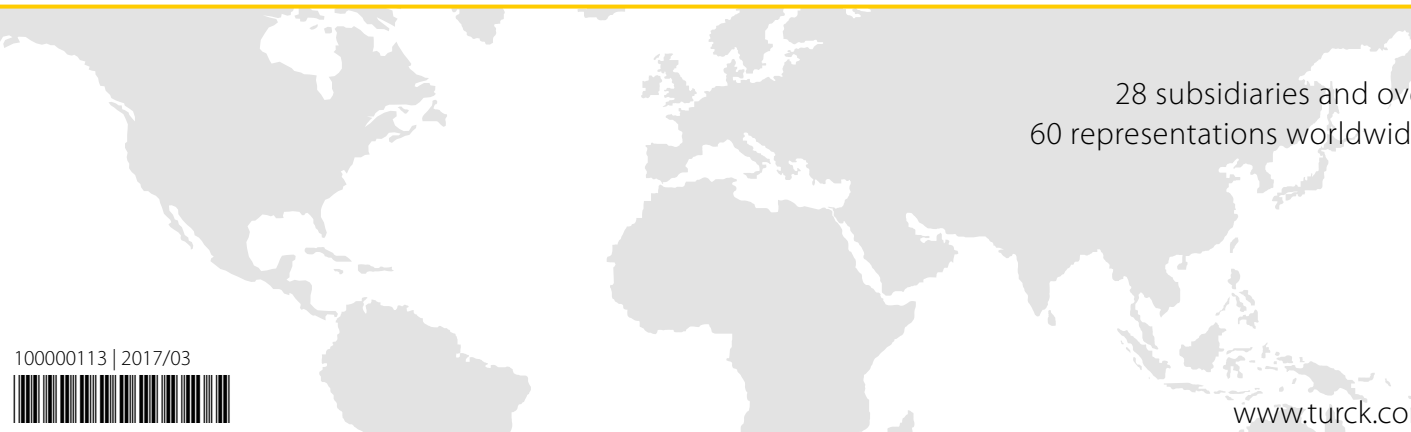 28 subsidiaries and ov
60 representations worldwid
100000113 | 2017/03
www.turck.co